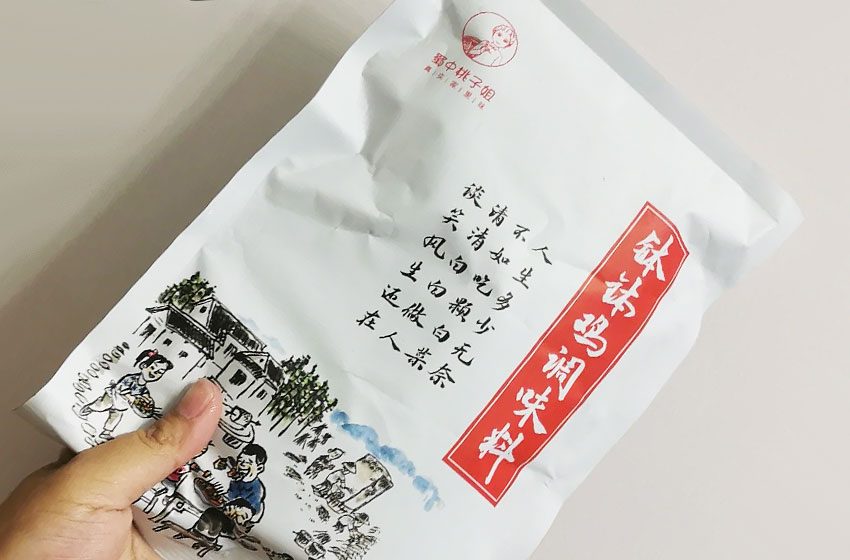 蜀中桃子姐
钵钵鸡调味料
人生多少无奈
不如吃颗白菜
清清白白做人
谈笑风生还在